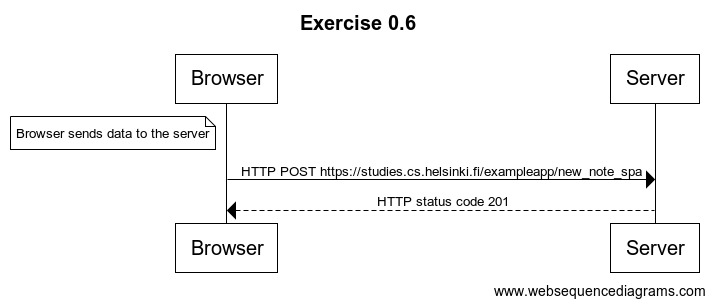 Exercise 0.6
Browser
Server
Browser sends data to the server
HTTP POST https://studies.cs.helsinki.fi/exampleapp/new_note_spa
HTTP status code 201
Browser
Server
www.websequencediagrams.com